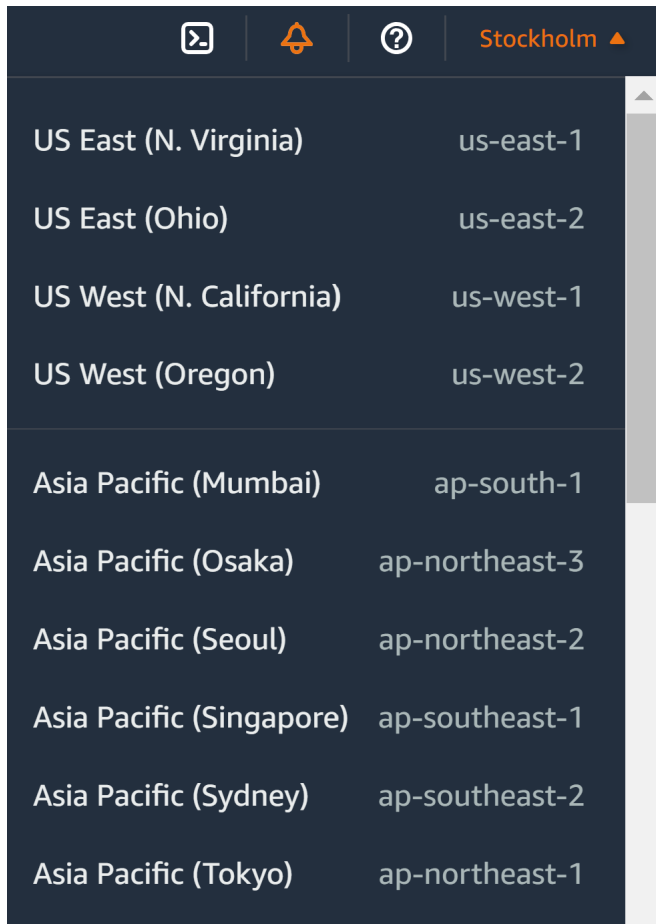 Stockholm
US East (N. Virginia) us-east-1
US East (Ohio) us-east-2
US West (N. California) us-west-1
US West (Oregon) us-west-2
Asia Pacific (Mumbai) ap-south-1
Asia Pacific (Osaka) ap-northeast-3
Asia Pacific (Seoul) ap-northeast-2
Asia Pacific (Singapore) ap-southeast-1
Asia Pacific (Sydney) ap-southeast-2
Asia Pacific (Tokyo) ap-northeast-1